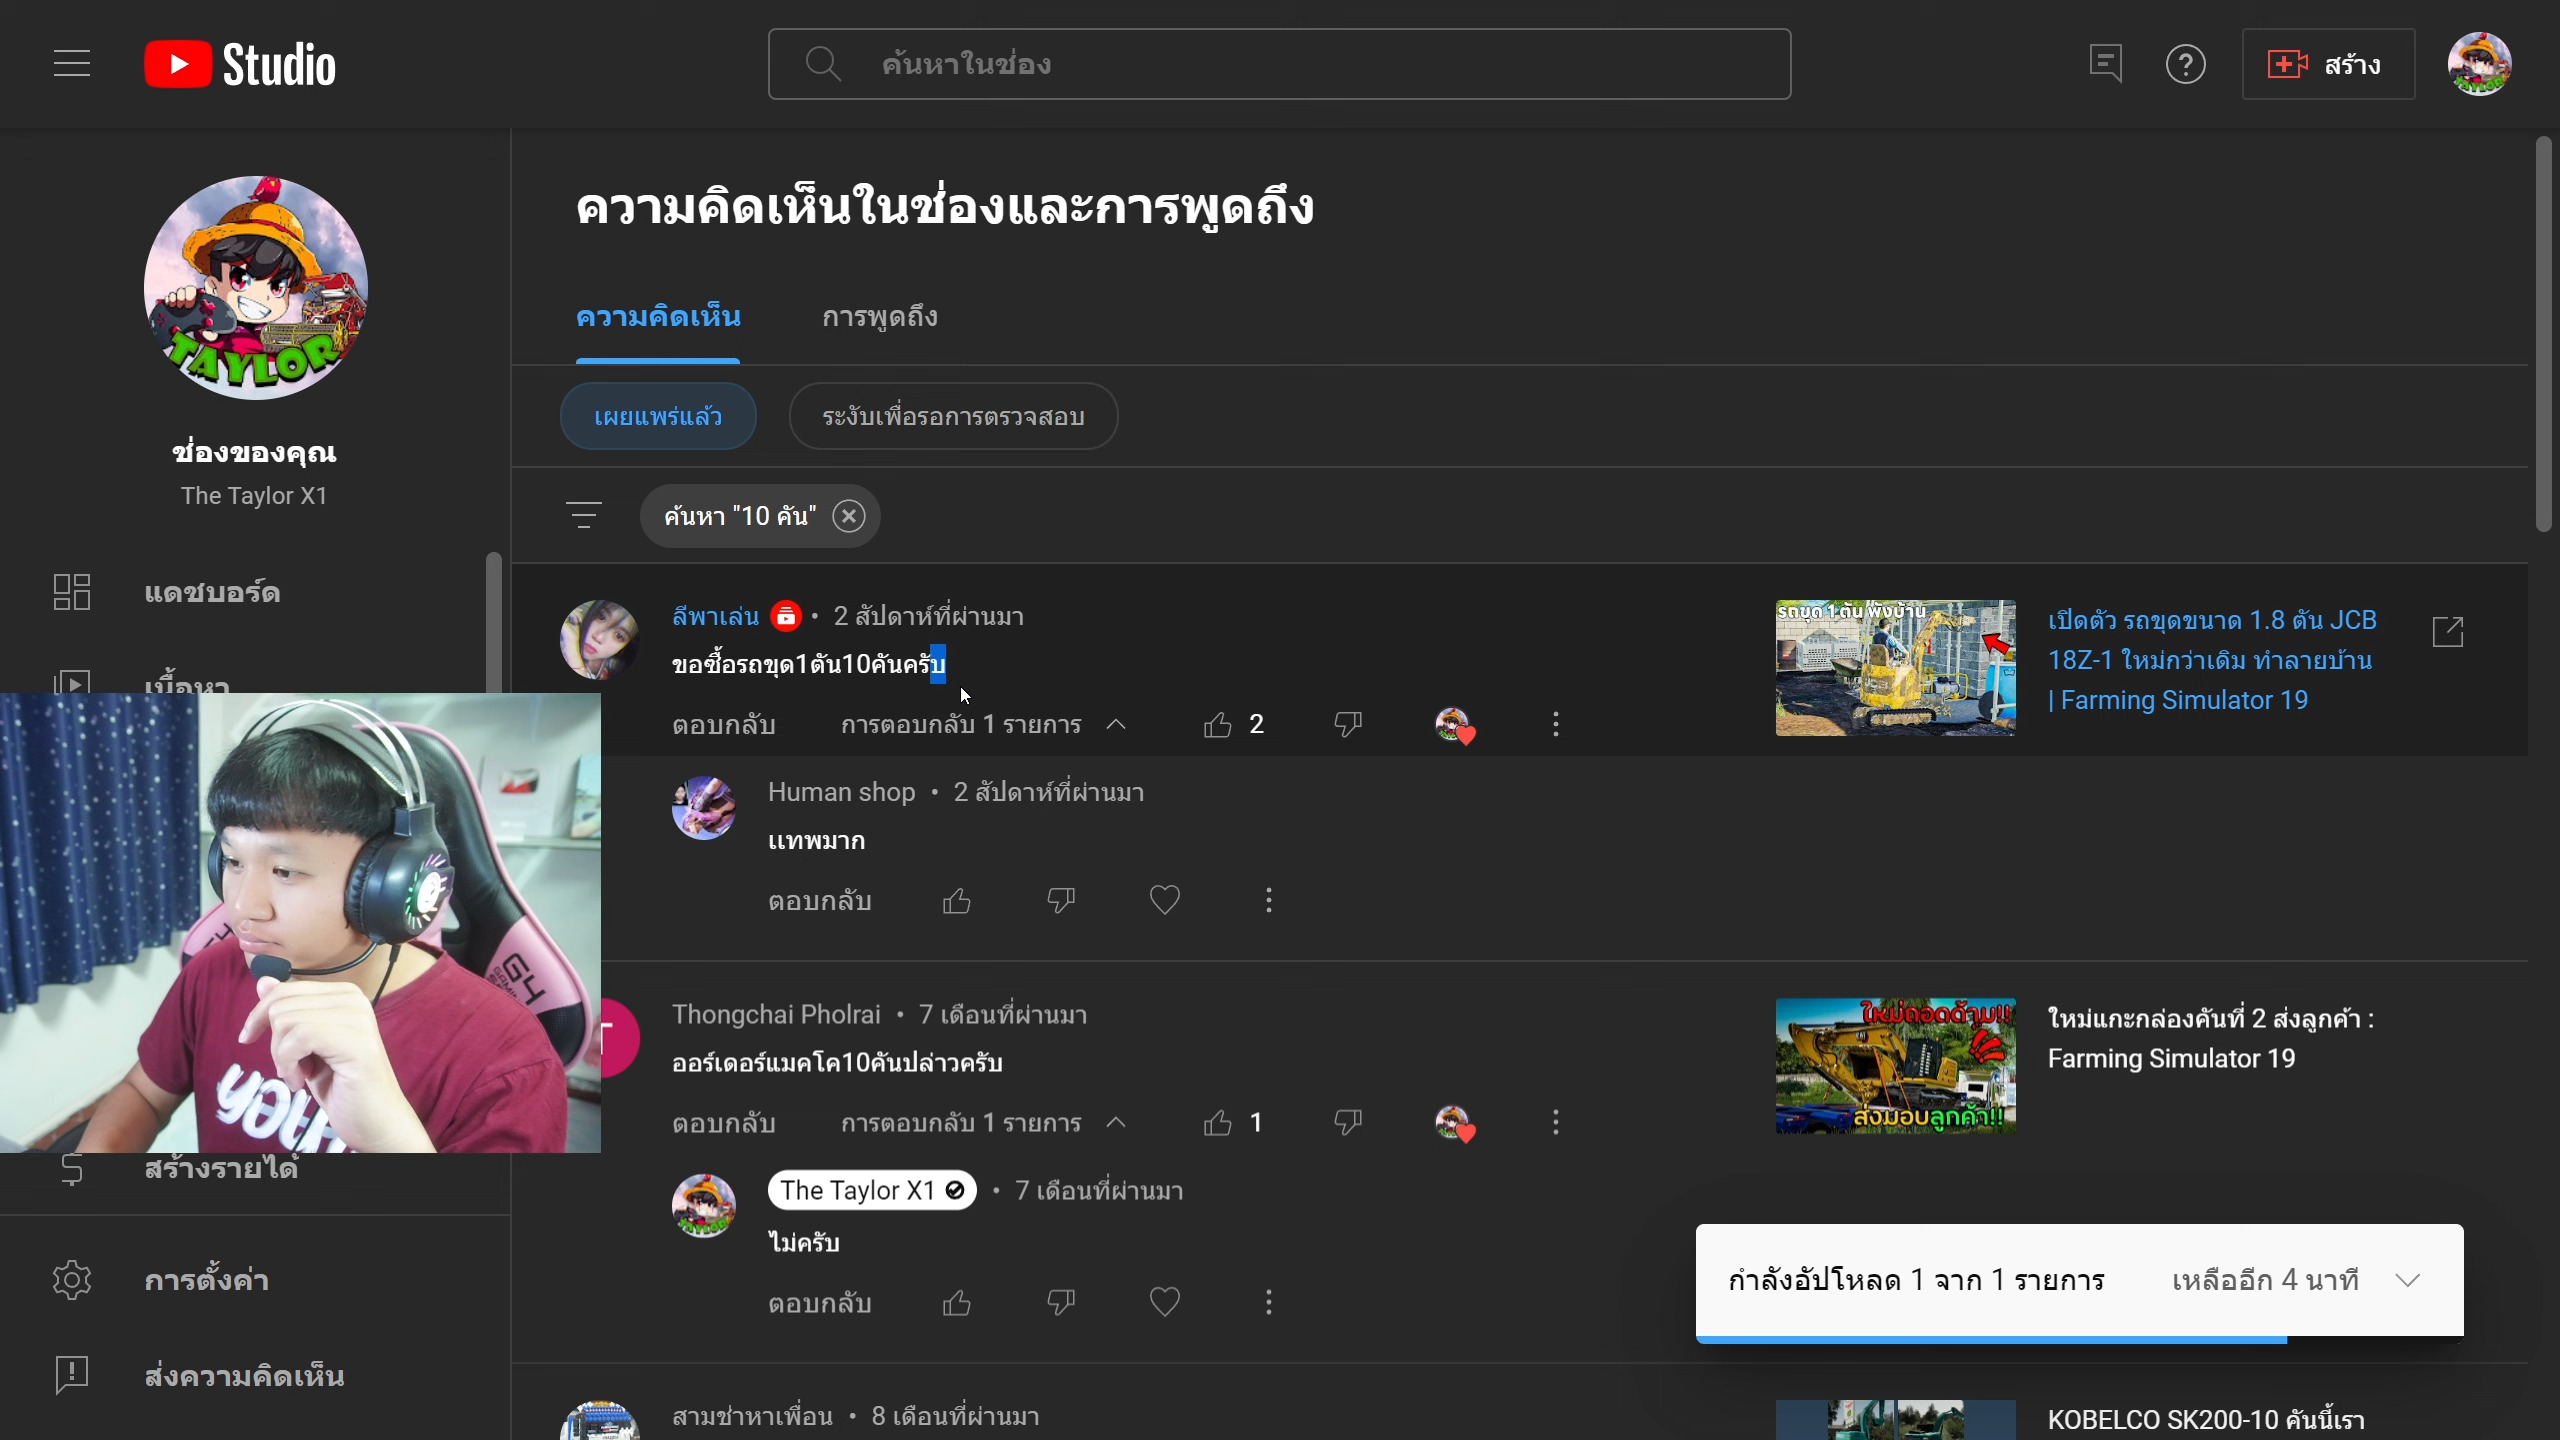 Studio
ค้นหาในช่อง
สร้าง
TAYLOR
ช่องของคุณ
The Taylor X1
แดชบอร์ด
เนื้อหา
สร้างรายได้
การตั้งค่า
ส่งความคิดเห็น
ความคิดเห็นในช่องและการพูดถึง
ความคิดเห็น
การพูดถึง
เผยแพร่แล้ว
ระงับเพื่อรอการตรวจสอบ
ค้นหา "10 คัน"
ลีพาเล่น • 2 สัปดาห์ที่ผ่านมา
ขอซื้อรถขุด1ตัน10คันครับ
ตอบกลับ การตอบกลับ 1 รายการ 2
รถขุด 1 ตัน พังบ้าน
เปิดตัว รถขุดขนาด 1.8 ตัน JCB
18Z-1 ใหม่กว่าเดิม ทำลายบ้าน
| Farming Simulator 19
Human shop • 2 สัปดาห์ที่ผ่านมา
เเทพมาก
ตอบกลับ
Thongchai Pholrai • 7 เดือนที่ผ่านมา
ออร์เดอร์แมคโค10คันปล่าวครับ
ตอบกลับ การตอบกลับ 1 รายการ 1
ใหม่ถอดด้าม!!
ส่งมอบลูกค้า!!
ใหม่แกะกล่องคันที่ 2 ส่งลูกค้า :
Farming Simulator 19
The Taylor X1 • 7 เดือนที่ผ่านมา
ไม่ครับ
ตอบกลับ
กำลังอัปโหลด 1 จาก 1 รายการ เหลืออีก 4 นาที
สามช่าหาเพื่อน • 8 เดือนที่ผ่านมา
KOBELCO SK200-10 คันนี้เรา
G4